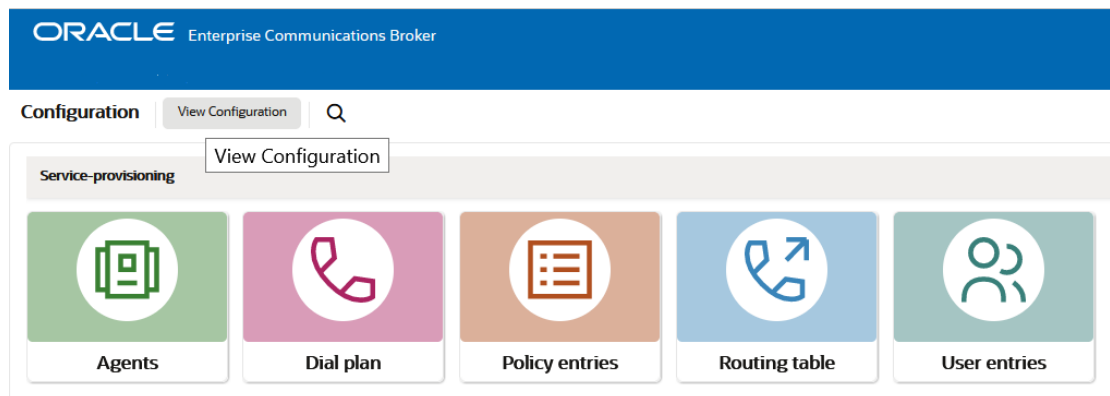 ORACLE Enterprise Communications Broker
Configuration View Configuration
View Configuration
Service-provisioning
Agents Dial plan Policy entries Routing table User entries